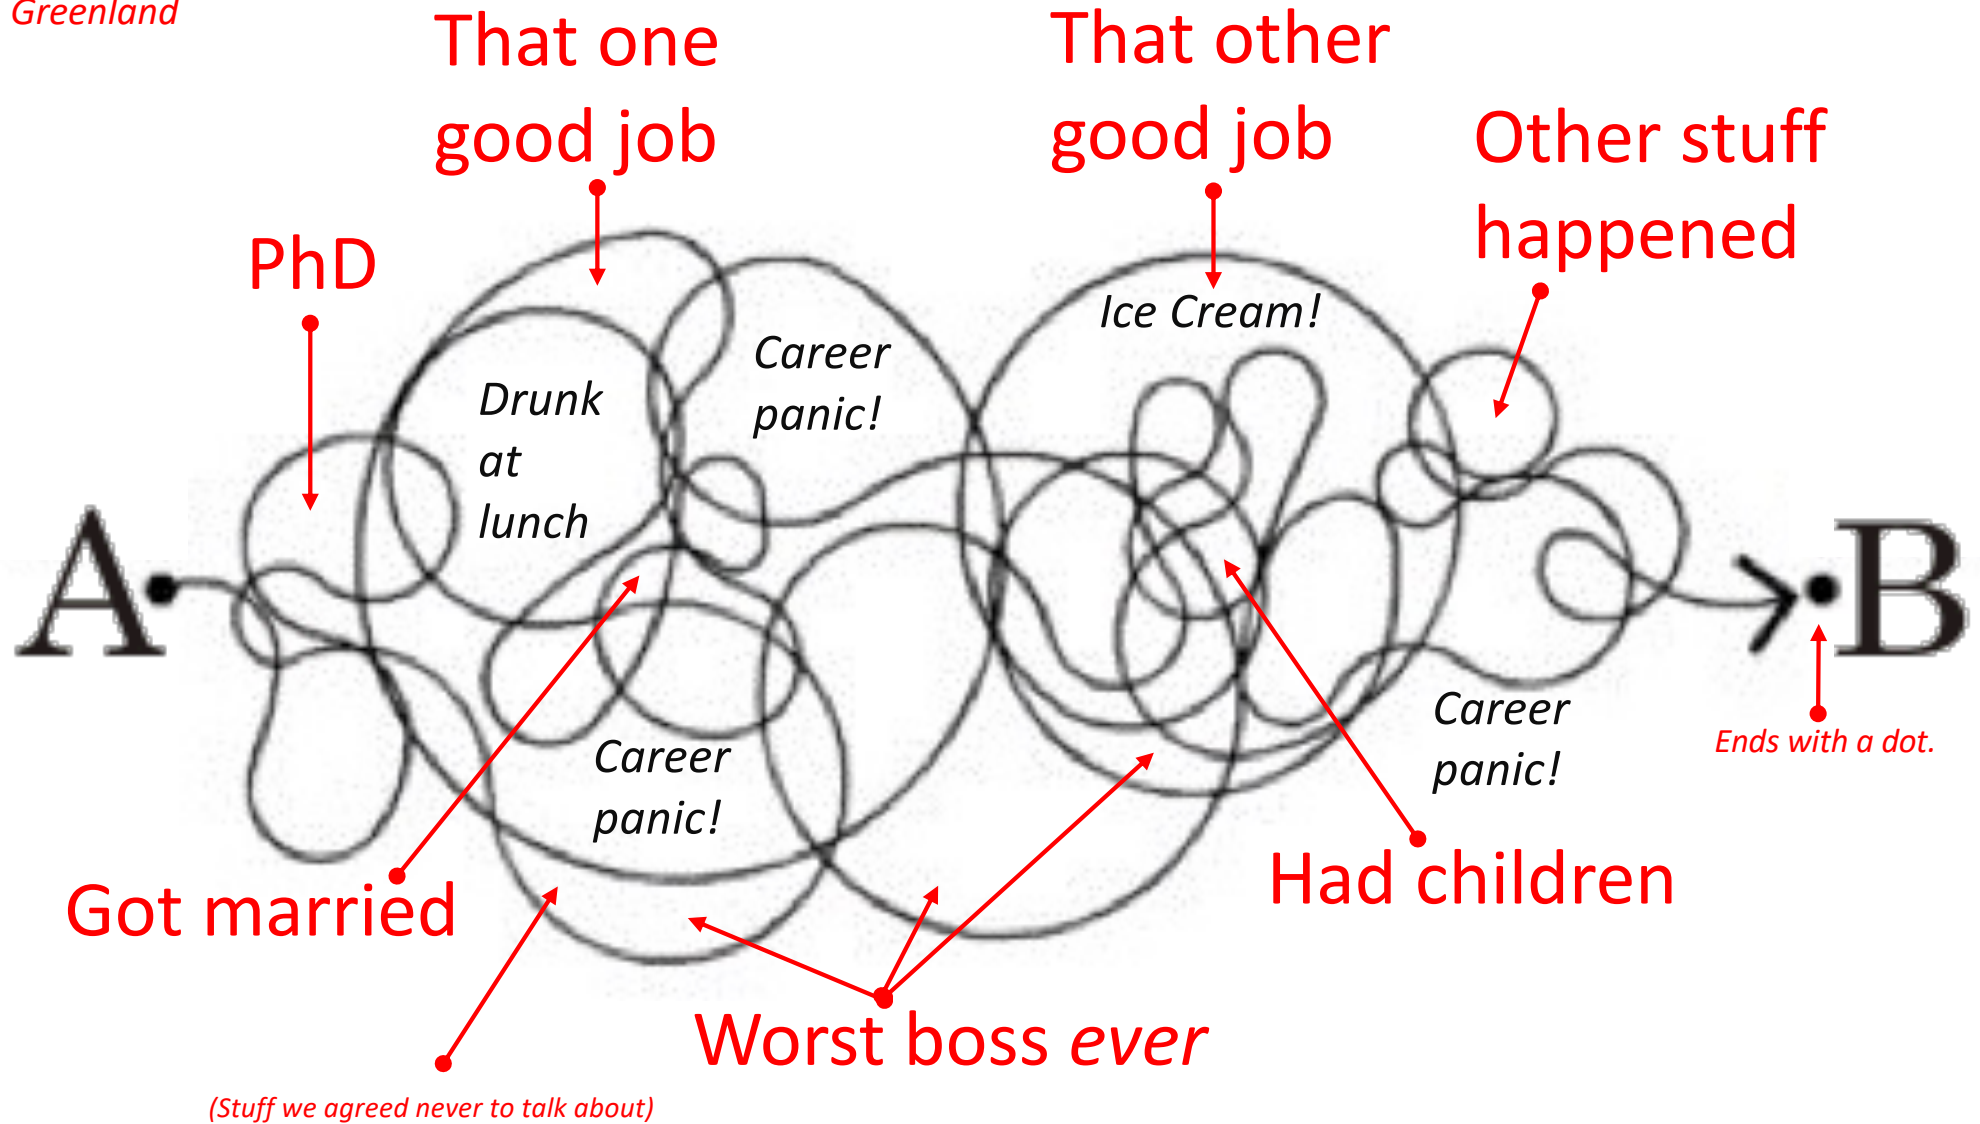 Greenland
That one
good job
That other
good job
Other stuff
happened
PhD
Ice Cream!
Career
panic!
Drunk
at
lunch
A
B
Career
panic!
Ends with a dot.
Career
panic!
Had children
Got married
Worst boss ever
(Stuff we agreed never to talk about)